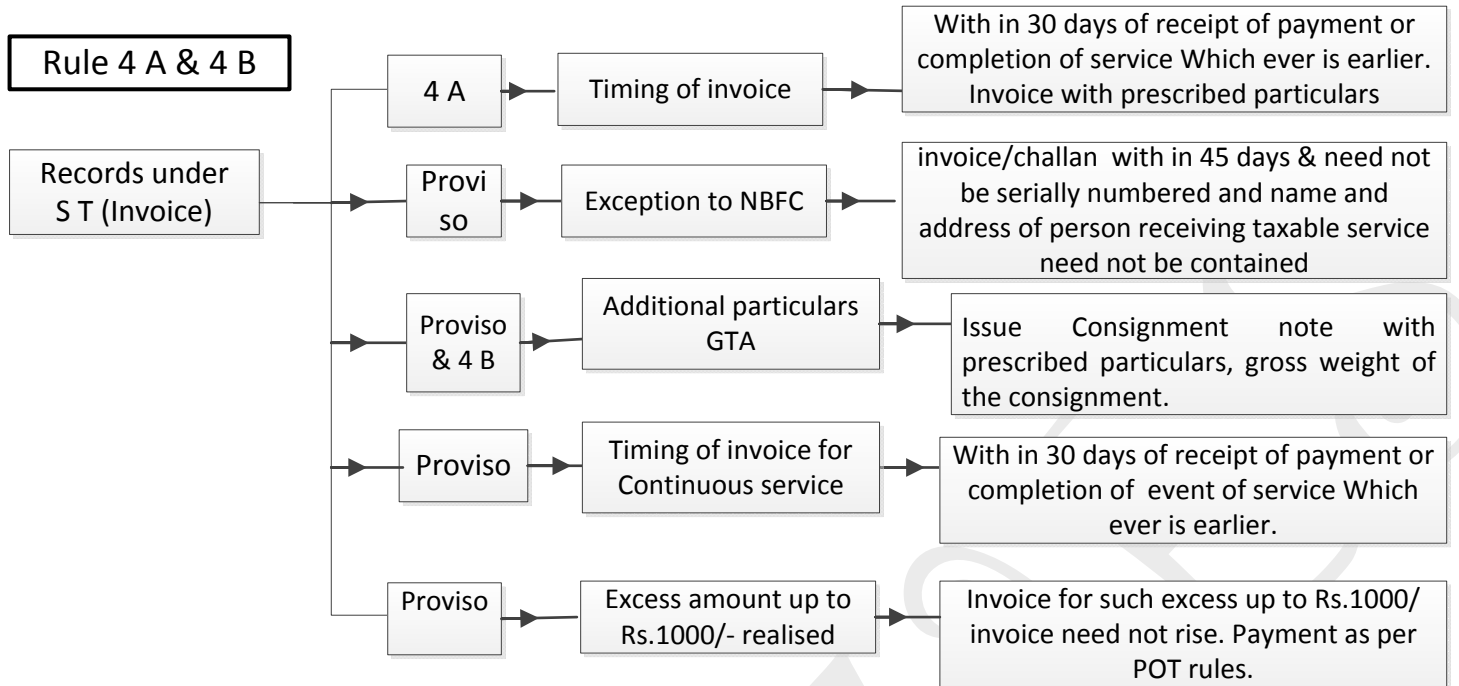 Rule 4 A & 4 B
Records under
S T (Invoice)
4 A
Timing of invoice
With in 30 days of receipt of payment or
completion of service Which ever is earlier.
Invoice with prescribed particulars
Provi
so
Exception to NBFC
invoice/challan with in 45 days & need not
be serially numbered and name and
address of person receiving taxable service
need not be contained
Proviso
& 4 B
Additional particulars
GTA
Issue Consignment note with
prescribed particulars, gross weight of
the consignment.
Proviso
Timing of invoice for
Continuous service
With in 30 days of receipt of payment or
completion of event of service Which
ever is earlier.
Proviso
Excess amount up to
Rs.1000/- realised
Invoice for such excess up to Rs.1000/
invoice need not rise. Payment as per
POT rules.